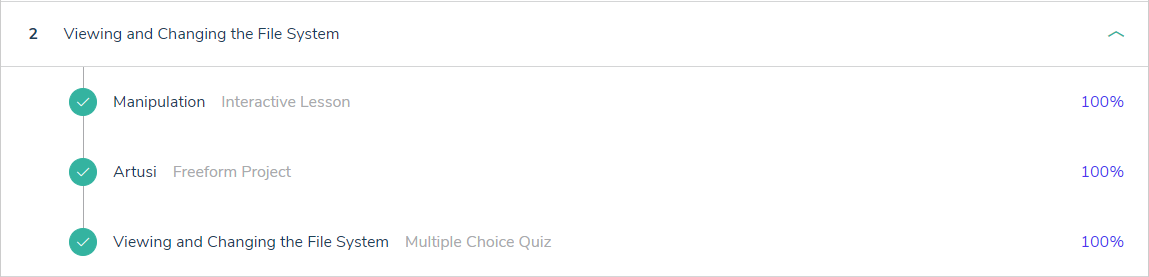 2 Viewing and Changing the File System
Manipulation Interactive Lesson 100%
Artusi Freeform Project 100%
Viewing and Changing the File System Multiple Choice Quiz 100%